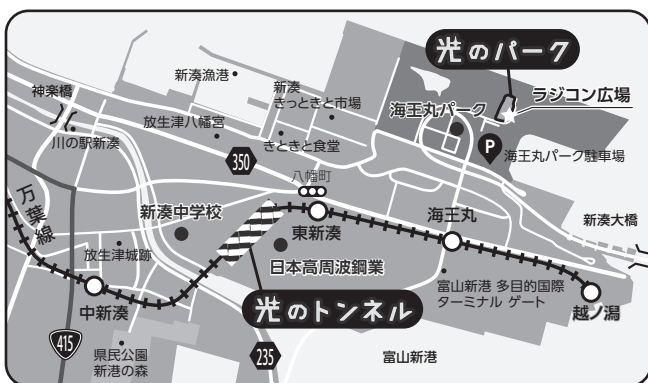 光のパーク
新湊漁港
神楽橋
新湊
きっときと市場
海王丸パーク
ラジコン広場
放生津八幡宮
川の駅新湊
きときと食堂
P
海王丸パーク駐車場
350
八幡町
万葉線
新湊中学校
海王丸
新湊大橋
東新湊
放生津城跡
日本高周波鋼業
富山新港 多目的国際
ターミナル ゲート
中新湊
光のトンネル
越ノ潟
415
県民公園
新港の森
235
富山新港